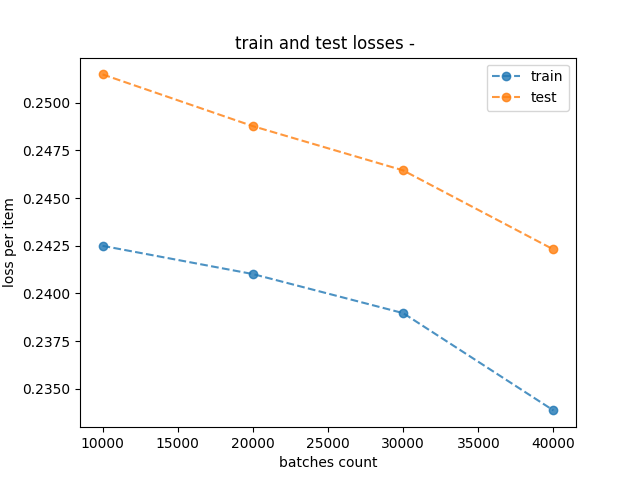 train and test losses -
train
test
0.2500
0.2475
0.2450
0.2425
0.2400
0.2375
0.2350
loss per item
10000 15000 20000 25000 30000 35000 40000
batches count